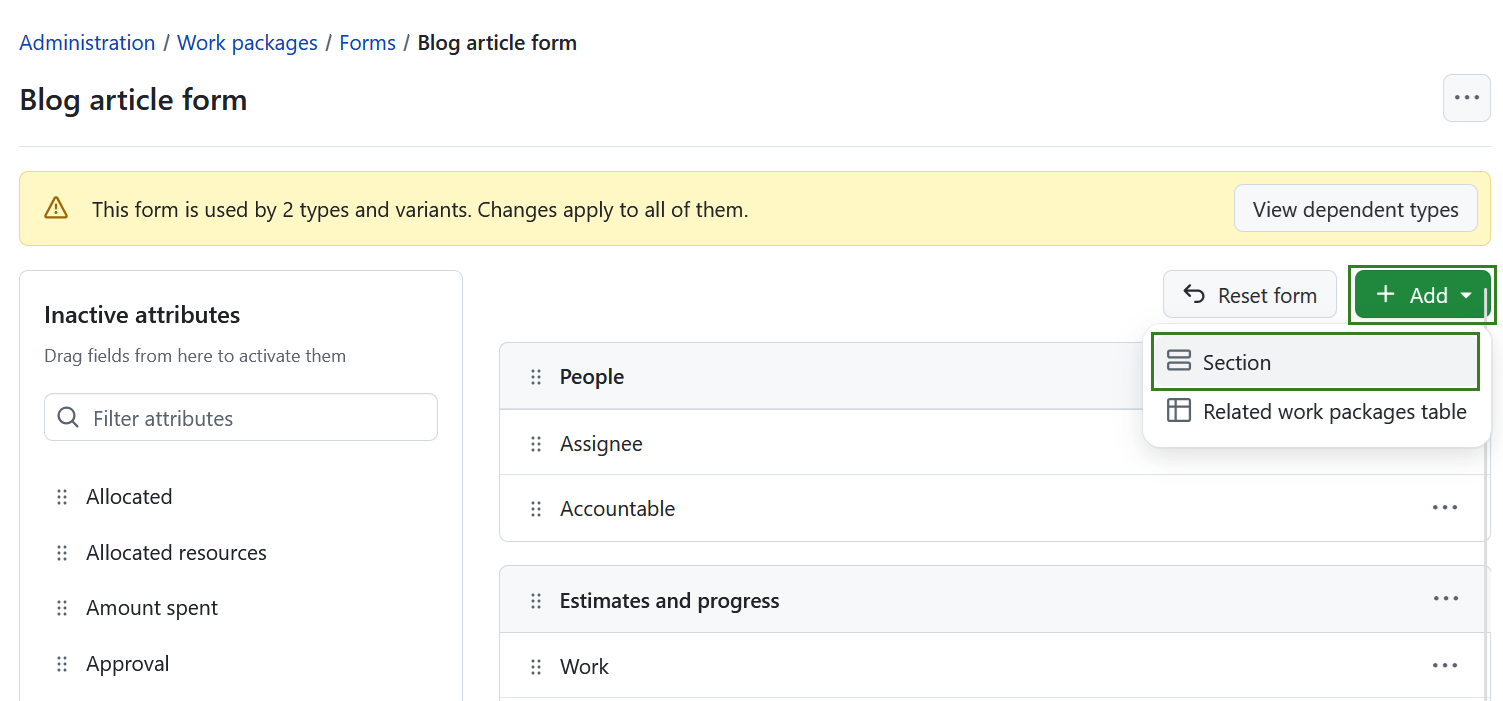 Administration / Work packages / Forms / Blog article form
Blog article form
This form is used by 2 types and variants. Changes apply to all of them.
View dependent types
Inactive attributes
Drag fields from here to activate them
Filter attributes
Allocated
Allocated resources
Amount spent
Approval
Reset form
+ Add
Section
Related work packages table
People
Assignee
Accountable
Estimates and progress
Work